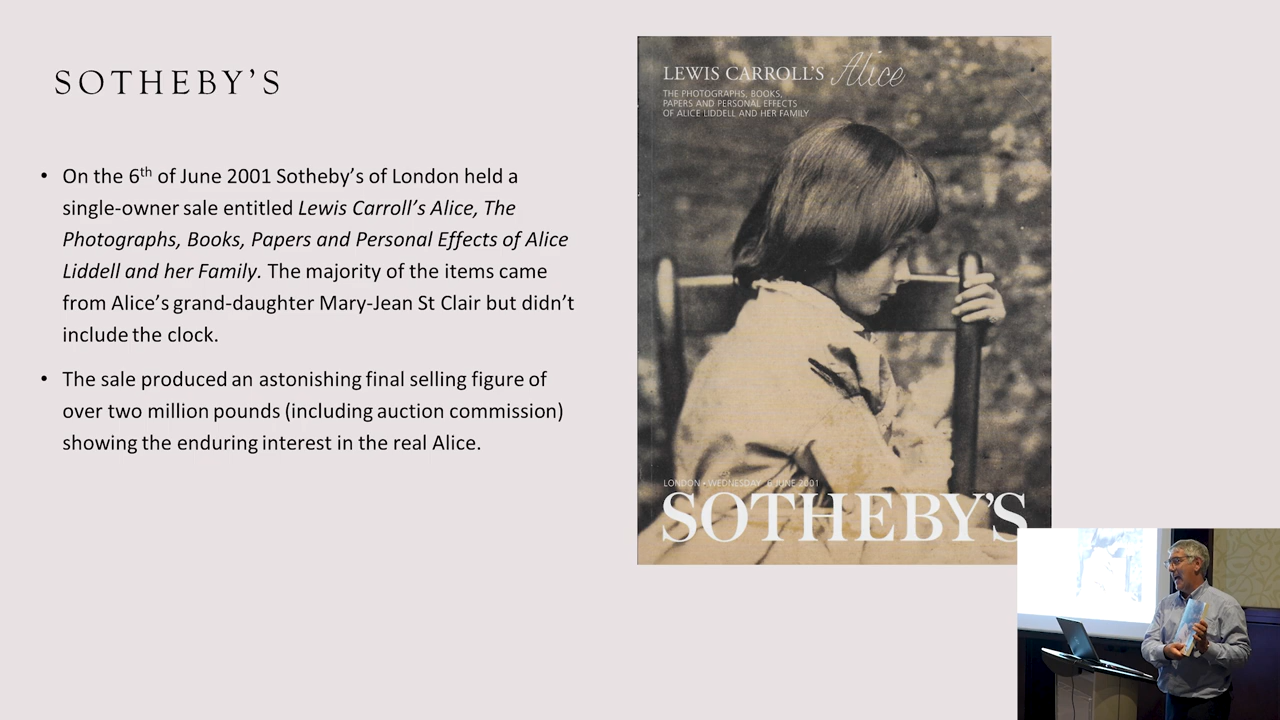 SOTHEBY'S
• On the 6th of June 2001 Sotheby's of London held a
single-owner sale entitled Lewis Carroll's Alice, The
Photographs, Books, Papers and Personal Effects of Alice
Liddell and her Family. The majority of the items came
from Alice's grand-daughter Mary-Jean St Clair but didn't
include the clock.
• The sale produced an astonishing final selling figure of
over two million pounds (including auction commission)
showing the enduring interest in the real Alice.
LEWIS CARROLL'S Alice
THE PHOTOGRAPHS, BOOKS,
PAPERS AND PERSONAL EFFECTS
OF ALICE LIDDELL AND HER FAMILY
LONDON • WEDNESDAY 6 JUNE 2001
SOTHEBY'S